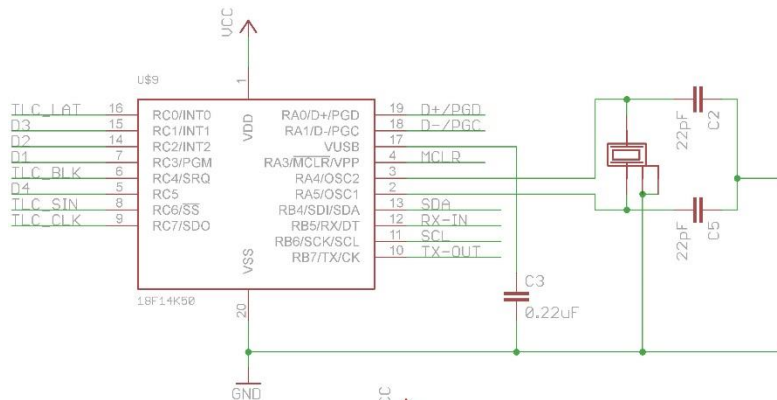 VCC
U$9
1
TLC_LAT 16 RC0/INT0 RA0/D+/PGD 19 D+/PGD
D3 15 RC1/INT1 RA1/D-/PGC 18 D-/PGC
D2 14 RC2/INT2 VDD VUSB 17
D1 7 RC3/PGM RA3/MCLR/VPP 4 MCLR
TLC_BLK 6 RC4/SRQ RA4/OSC2 3
D4 5 RC5 RA5/OSC1 2
TLC_SIN 8 RC6/SS RB4/SDI/SDA 13 SDA
TLC_CLK 9 RC7/SDO RB5/RX/DT 12 RX-IN
RB6/SCK/SCL 11 SCL
VSS RB7/TX/CK 10 TX-OUT
18F14K50
20
GND
C3
0.22uF
22pF C2
22pF C5
CC